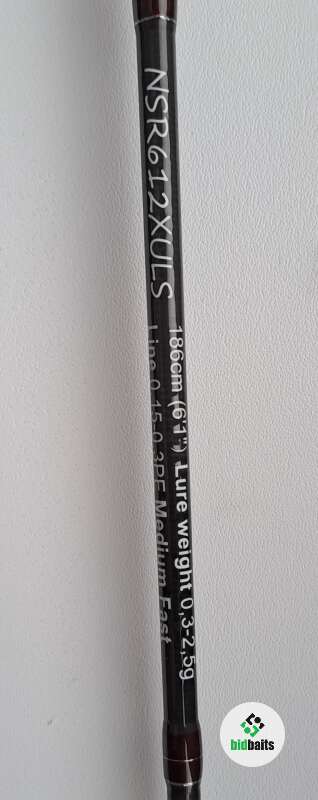 NSR612XULS
186cm (6'1") Lure weight 0,3-2,5g
Line 0,15-0,3PE Medium Fast
bidbaits